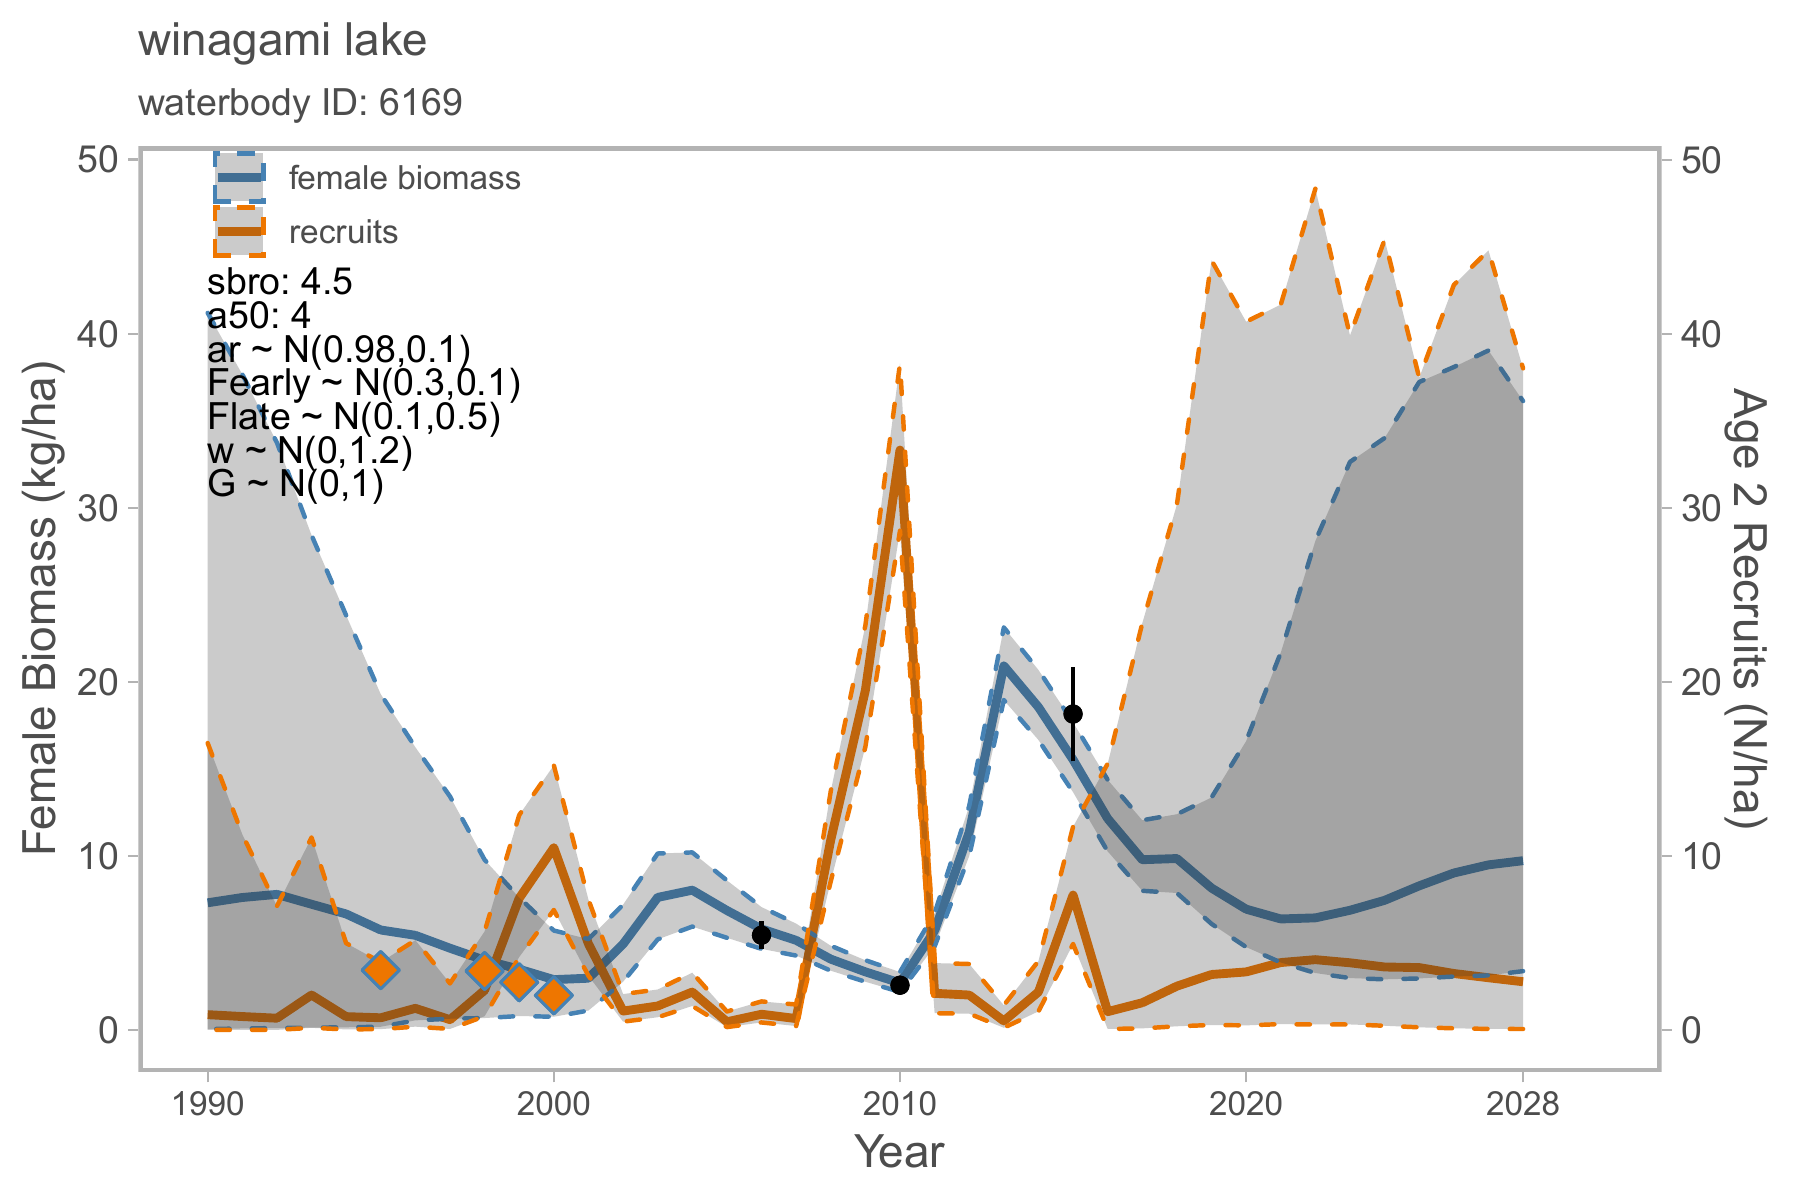 winagami lake
waterbody ID: 6169
female biomass
recruits
sbro: 4.5
a50: 4
ar ~ N(0.98,0.1)
Fearly ~ N(0.3,0.1)
Flate ~ N(0.1,0.5)
w ~ N(0,1.2)
G ~ N(0,1)
Female Biomass (kg/ha)
50
40
30
20
10
0
50
40
30
20
10
0
Age 2 Recruits (N/ha)
1990 2000 2010 2020 2028
Year